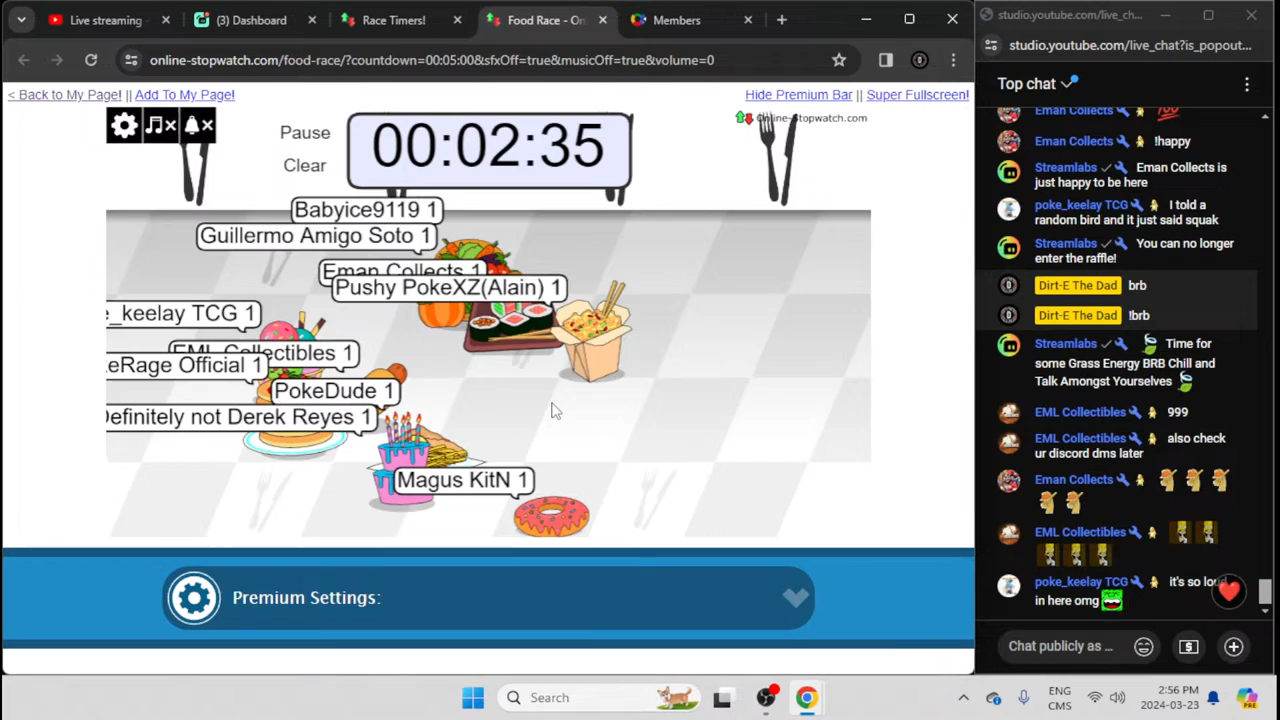 Live streaming
(3) Dashboard
Race Timers!
Food Race - On
Members
studio.youtube.com/live_ch...
online-stopwatch.com/food-race/?countdown=00:05:00&sfxOff=true&musicOff=true&volume=0
studio.youtube.com/live_chat?is_popout...
< Back to My Page! || Add To My Page!
Hide Premium Bar || Super Fullscreen!
Top chat
Pause
Clear
00:02:35
Online-Stopwatch.com
Babyice9119 1
Guillermo Amigo Soto 1
Eman Collects 1
Pushy PokeXZ(Alain) 1
e_keelay TCG 1
EML Collectibles 1
keRage Official 1
PokeDude 1
Definitely not Derek Reyes 1
Magus KitN 1
Premium Settings:
Eman Collects 💯
Eman Collects !happy
Streamlabs Eman Collects is
just happy to be here
poke_keelay TCG I told a
random bird and it just said squak
Streamlabs You can no longer
enter the raffle!
Dirt-E The Dad brb
Dirt-E The Dad !brb
Streamlabs Time for
some Grass Energy BRB Chill and
Talk Amongst Yourselves
EML Collectibles 999
EML Collectibles also check
ur discord dms later
Eman Collects
EML Collectibles
poke_keelay TCG it's so lou
in here omg
Chat publicly as ...
Search
ENG
CMS
2:56 PM
2024-03-23
PRE